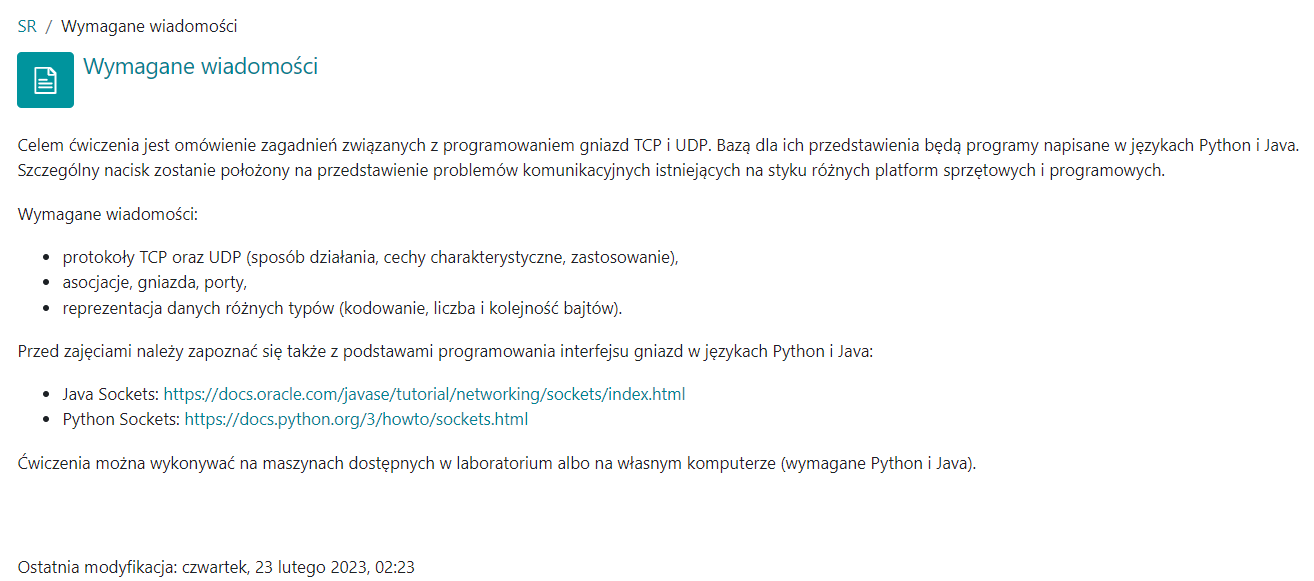 SR / Wymagane wiadomości
Wymagane wiadomości
Celem ćwiczenia jest omówienie zagadnień związanych z programowaniem gniazd TCP i UDP. Bazą dla ich przedstawienia będą programy napisane w językach Python i Java.
Szczególny nacisk zostanie położony na przedstawienie problemów komunikacyjnych istniejących na styku różnych platform sprzętowych i programowych.
Wymagane wiadomości:
• protokoły TCP oraz UDP (sposób działania, cechy charakterystyczne, zastosowanie),
• asocjacje, gniazda, porty,
• reprezentacja danych różnych typów (kodowanie, liczba i kolejność bajtów).
Przed zajęciami należy zapoznać się także z podstawami programowania interfejsu gniazd w językach Python i Java:
• Java Sockets: https://docs.oracle.com/javase/tutorial/networking/sockets/index.html
• Python Sockets: https://docs.python.org/3/howto/sockets.html
Ćwiczenia można wykonywać na maszynach dostępnych w laboratorium albo na własnym komputerze (wymagane Python i Java).
Ostatnia modyfikacja: czwartek, 23 lutego 2023, 02:23